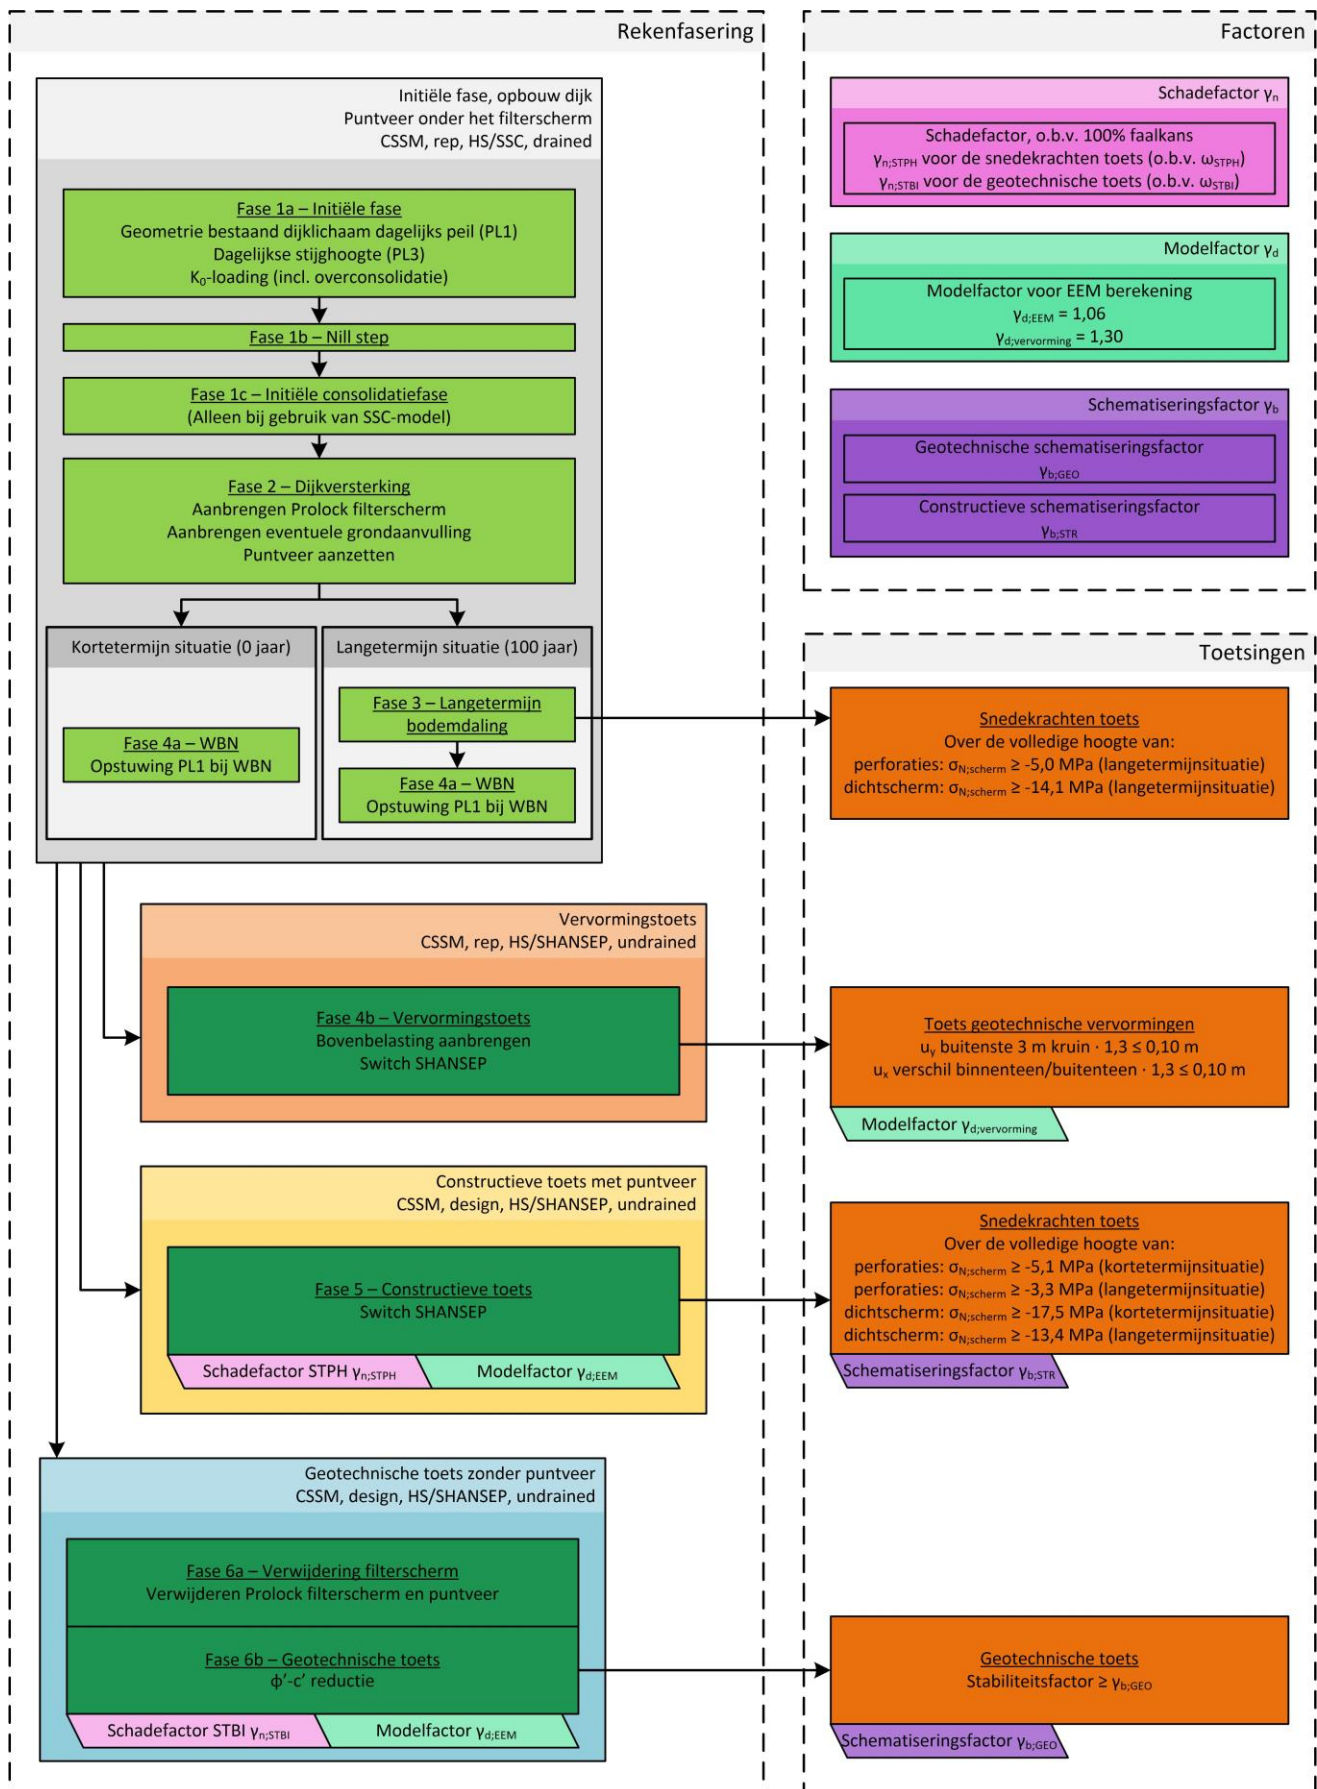 Rekenfasering
Initiële fase, opbouw dijk
Puntveer onder het filterscherm
CSSM, rep, HS/SSC, drained
Fase 1a – Initiële fase
Geometrie bestaand dijklichaam dagelijks peil (PL1)
Dagelijkse stijghoogte (PL3)
K₀-loading (incl. overconsolidatie)
Fase 1b – Nill step
Fase 1c – Initiële consolidatiefase
(Alleen bij gebruik van SSC-model)
Fase 2 – Dijkversterking
Aanbrengen Prolock filterscherm
Aanbrengen eventuele grondaanvulling
Puntveer aanzetten
Kortetermijn situatie (0 jaar)
Fase 4a – WBN
Opstuwing PL1 bij WBN
Langetermijn situatie (100 jaar)
Fase 3 – Langetermijn
bodemdaling
Fase 4a – WBN
Opstuwing PL1 bij WBN
Vervormingstoets
CSSM, rep, HS/SHANSEP, undrained
Fase 4b – Vervormingstoets
Bovenbelasting aanbrengen
Switch SHANSEP
Constructieve toets met puntveer
CSSM, design, HS/SHANSEP, undrained
Fase 5 – Constructieve toets
Switch SHANSEP
Schadefactor STPH γn;STPH
Modelfactor γd;EEM
Geotechnische toets zonder puntveer
CSSM, design, HS/SHANSEP, undrained
Fase 6a – Verwijdering filterscherm
Verwijderen Prolock filterscherm en puntveer
Fase 6b – Geotechnische toets
ϕ’-c’ reductie
Schadefactor STBI γn;STBI
Modelfactor γd;EEM
Factoren
Schadefactor γn
Schadefactor, o.b.v. 100% faalkans
γn;STPH voor de snedekrachten toets (o.b.v. ωSTPH)
γn;STBI voor de geotechnische toets (o.b.v. ωSTBI)
Modelfactor γd
Modelfactor voor EEM berekening
γd;EEM = 1,06
γd;vervorming = 1,30
Schematiseringsfactor γb
Geotechnische schematiseringsfactor
γb;GEO
Constructieve schematiseringsfactor
γb;STR
Toetsingen
Snedekrachten toets
Over de volledige hoogte van:
perforaties: σN;scherm ≥ -5,0 MPa (langetermijnsituatie)
dichtscherm: σN;scherm ≥ -14,1 MPa (langetermijnsituatie)
Toets geotechnische vervormingen
uy buitenste 3 m kruin · 1,3 ≤ 0,10 m
ux verschil binnenteen/buitenteen · 1,3 ≤ 0,10 m
Modelfactor γd;vervorming
Snedekrachten toets
Over de volledige hoogte van:
perforaties: σN;scherm ≥ -5,1 MPa (kortetermijnsituatie)
perforaties: σN;scherm ≥ -3,3 MPa (langetermijnsituatie)
dichtscherm: σN;scherm ≥ -17,5 MPa (kortetermijnsituatie)
dichtscherm: σN;scherm ≥ -13,4 MPa (langetermijnsituatie)
Schematiseringsfactor γb;STR
Geotechnische toets
Stabiliteitsfactor ≥ γb;GEO
Schematiseringsfactor γb;GEO